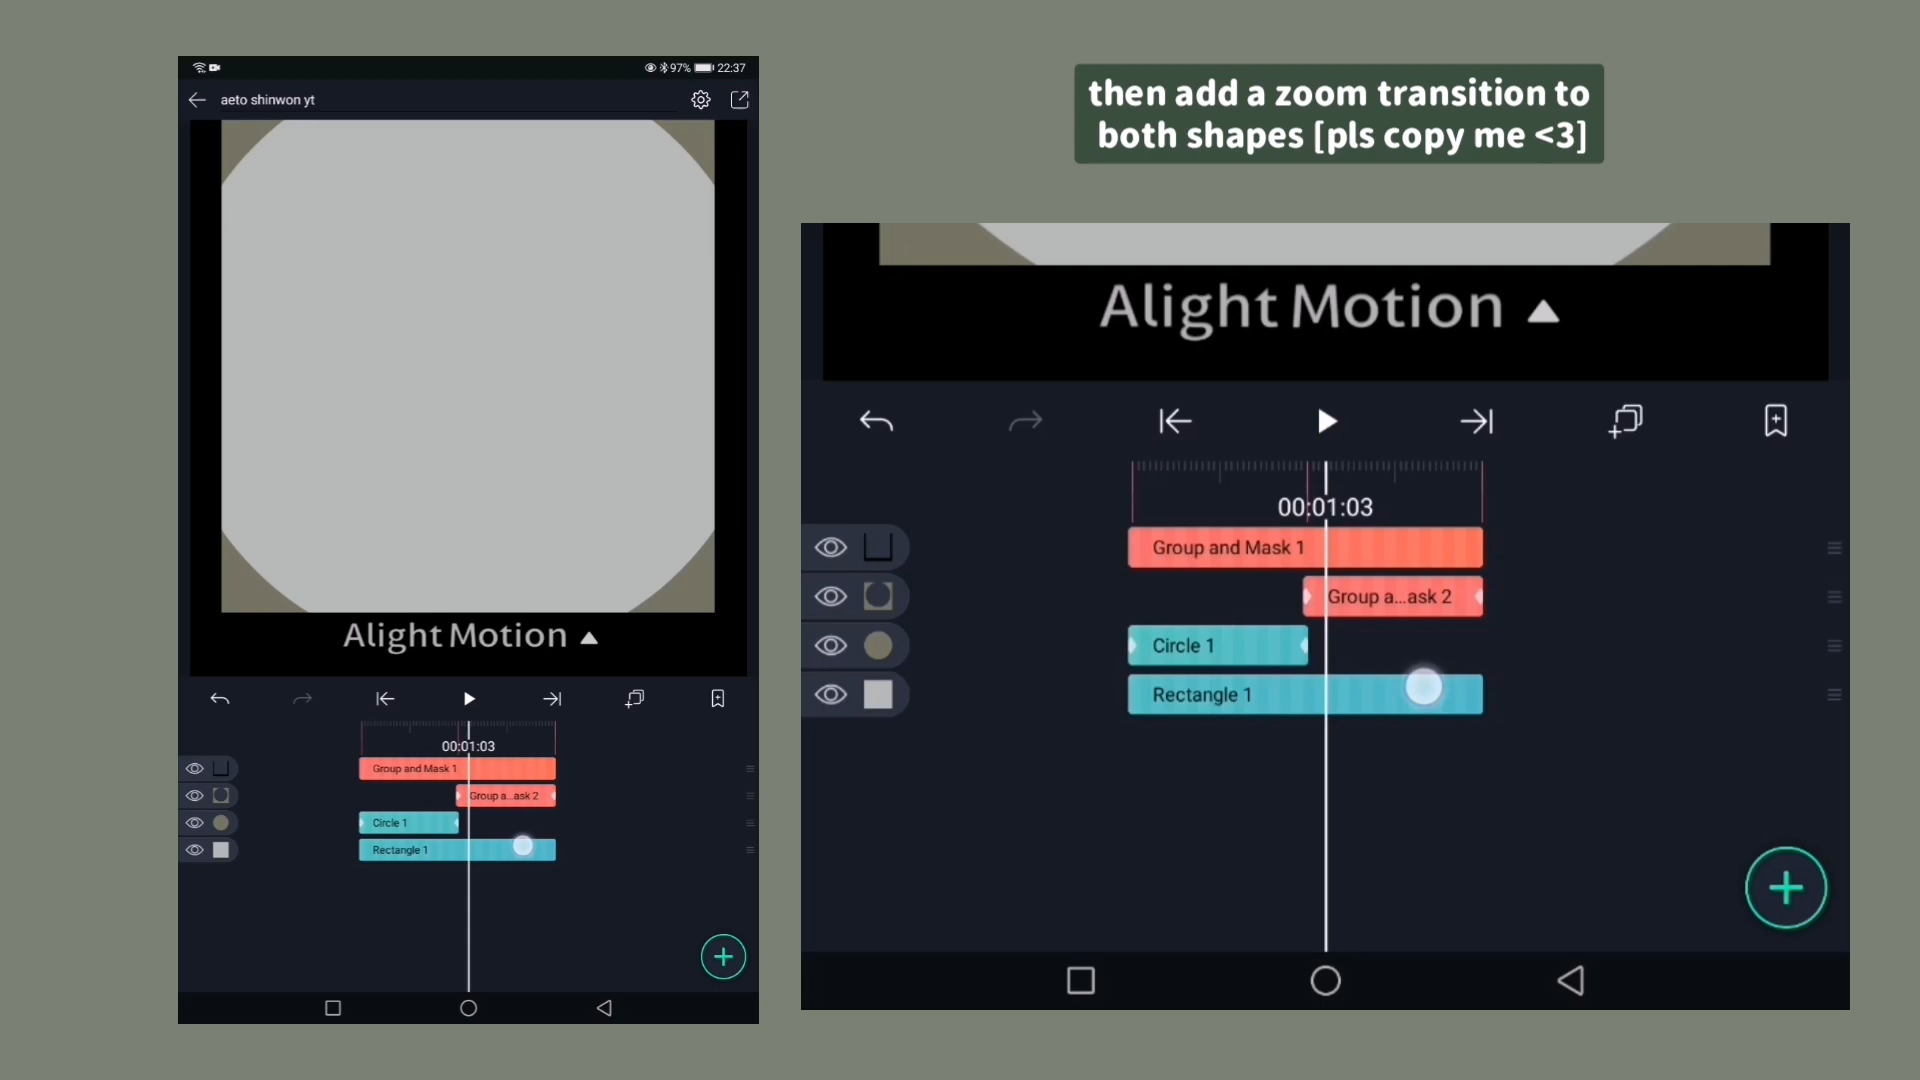 97% 22:37
aeto shinwon yt
Alight Motion
00:01:03
Group and Mask 1
Group a...ask 2
Circle 1
Rectangle 1
then add a zoom transition to
both shapes [pls copy me <3]
Alight Motion
00:01:03
Group and Mask 1
Group a...ask 2
Circle 1
Rectangle 1